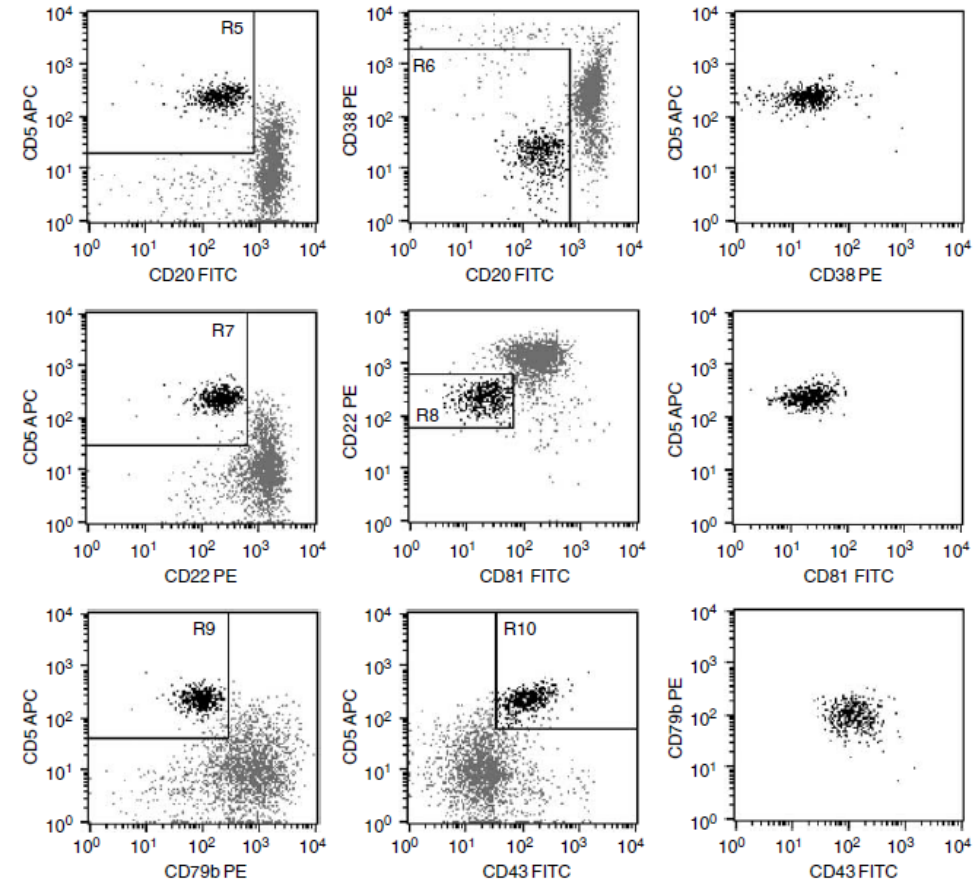 CD5 APC
10⁴
10³
10²
10¹
10⁰
R5
10⁰ 10¹ 10² 10³ 10⁴
CD20 FITC
CD38 PE
10⁴
10³
10²
10¹
10⁰
R6
10⁰ 10¹ 10² 10³ 10⁴
CD20 FITC
CD5 APC
10⁴
10³
10²
10¹
10⁰
10⁰ 10¹ 10² 10³ 10⁴
CD38 PE
CD5 APC
10⁴
10³
10²
10¹
10⁰
R7
10⁰ 10¹ 10² 10³ 10⁴
CD22 PE
CD22 PE
10⁴
10³
10²
10¹
10⁰
R8
10⁰ 10¹ 10² 10³ 10⁴
CD81 FITC
CD5 APC
10⁴
10³
10²
10¹
10⁰
10⁰ 10¹ 10² 10³ 10⁴
CD81 FITC
CD5 APC
10⁴
10³
10²
10¹
10⁰
R9
10⁰ 10¹ 10² 10³ 10⁴
CD79b PE
CD5 APC
10⁴
10³
10²
10¹
10⁰
R10
10⁰ 10¹ 10² 10³ 10⁴
CD43 FITC
CD79b PE
10⁴
10³
10²
10¹
10⁰
10⁰ 10¹ 10² 10³ 10⁴
CD43 FITC